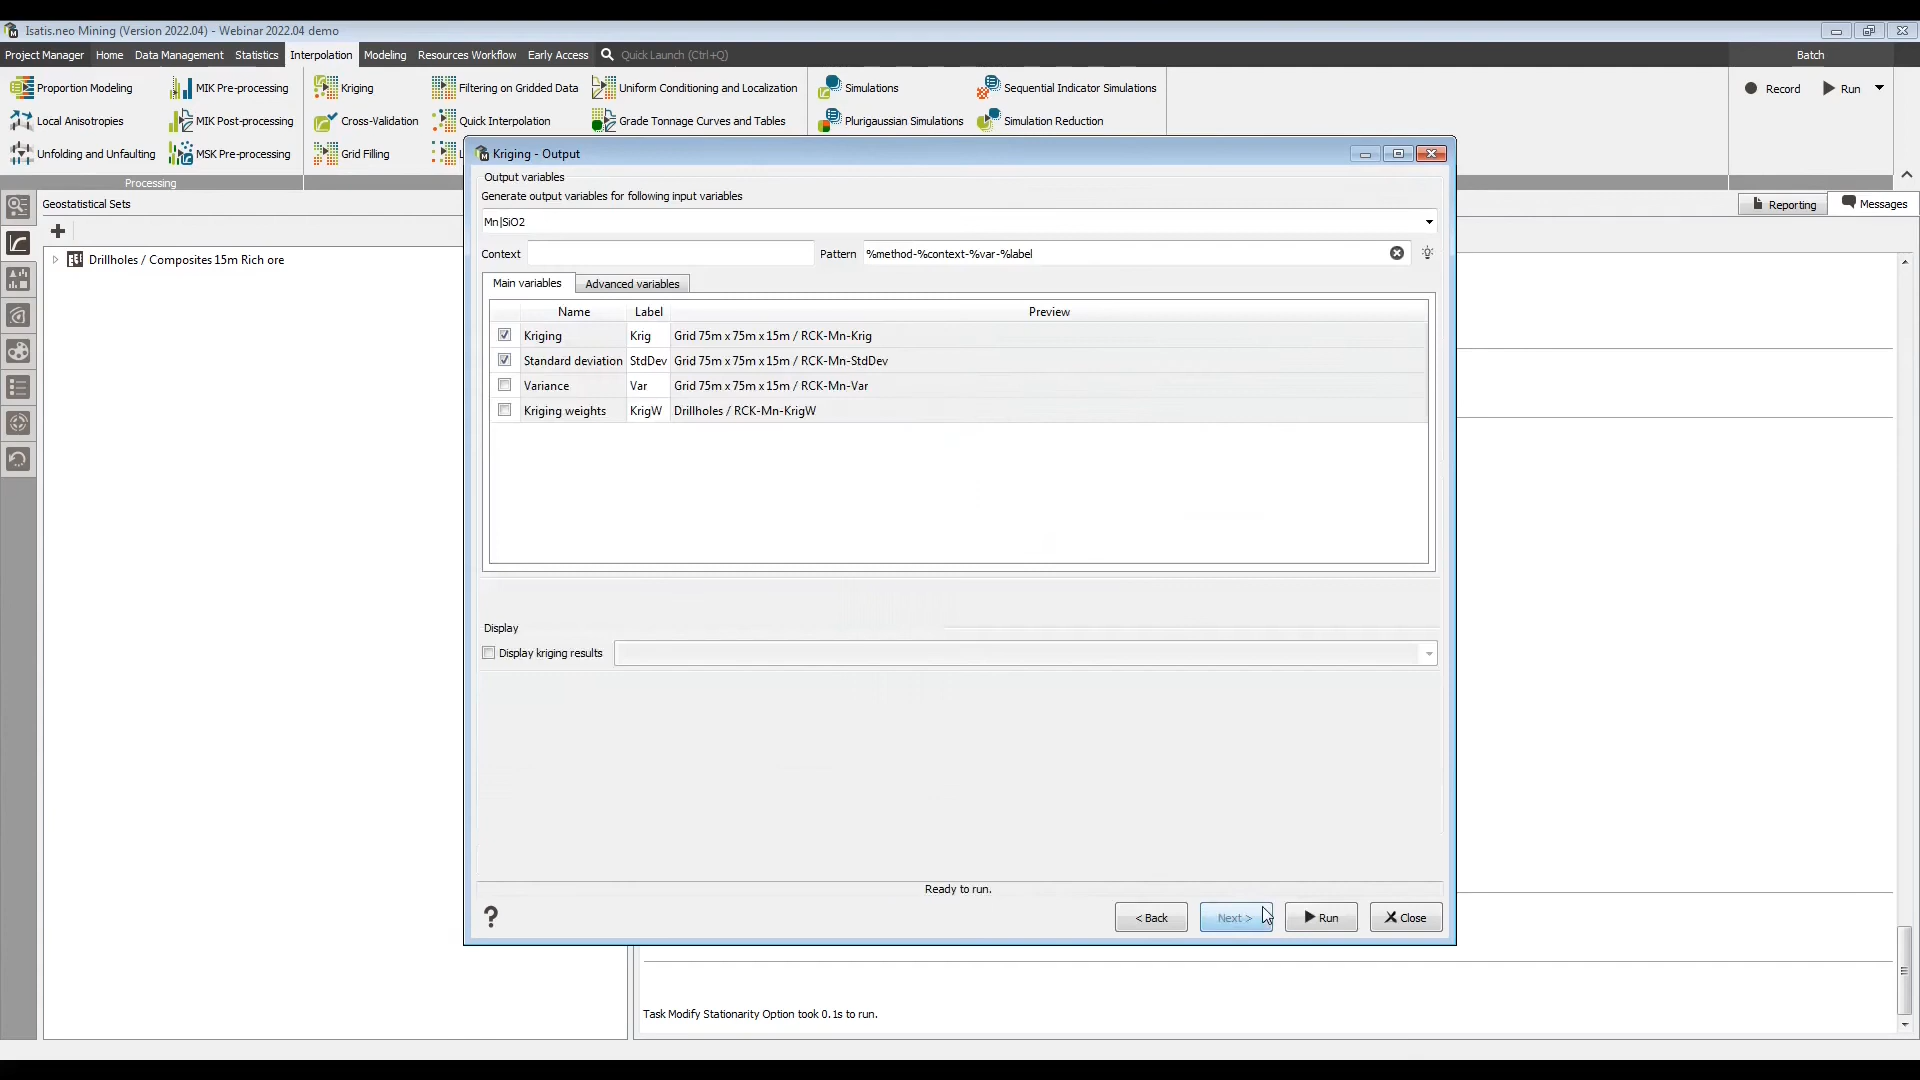 Isatis.neo Mining (Version 2022.04) - Webinar 2022.04 demo
Project Manager Home Data Management Statistics Interpolation Modeling Resources Workflow Early Access Quick Launch (Ctrl+Q) Batch
Proportion Modeling MIK Pre-processing Kriging Filtering on Gridded Data Uniform Conditioning and Localization Simulations Sequential Indicator Simulations Record Run
Local Anisotropies MIK Post-processing Cross-Validation Quick Interpolation Grade Tonnage Curves and Tables Plurigaussian Simulations Simulation Reduction
Unfolding and Unfaulting MSK Pre-processing Grid Filling
Processing
Kriging - Output
Geostatistical Sets
Reporting Messages
Drillholes / Composites 15m Rich ore
Output variables
Generate output variables for following input variables
Mn|SiO2
Context Pattern %method-%context-%var-%label
Main variables Advanced variables
Name Label Preview
Kriging Krig Grid 75m x 75m x 15m / RCK-Mn-Krig
Standard deviation StdDev Grid 75m x 75m x 15m / RCK-Mn-StdDev
Variance Var Grid 75m x 75m x 15m / RCK-Mn-Var
Kriging weights KrigW Drillholes / RCK-Mn-KrigW
Display
Display kriging results
Ready to run.
? < Back Next > Run Close
Task Modify Stationarity Option took 0.1s to run.